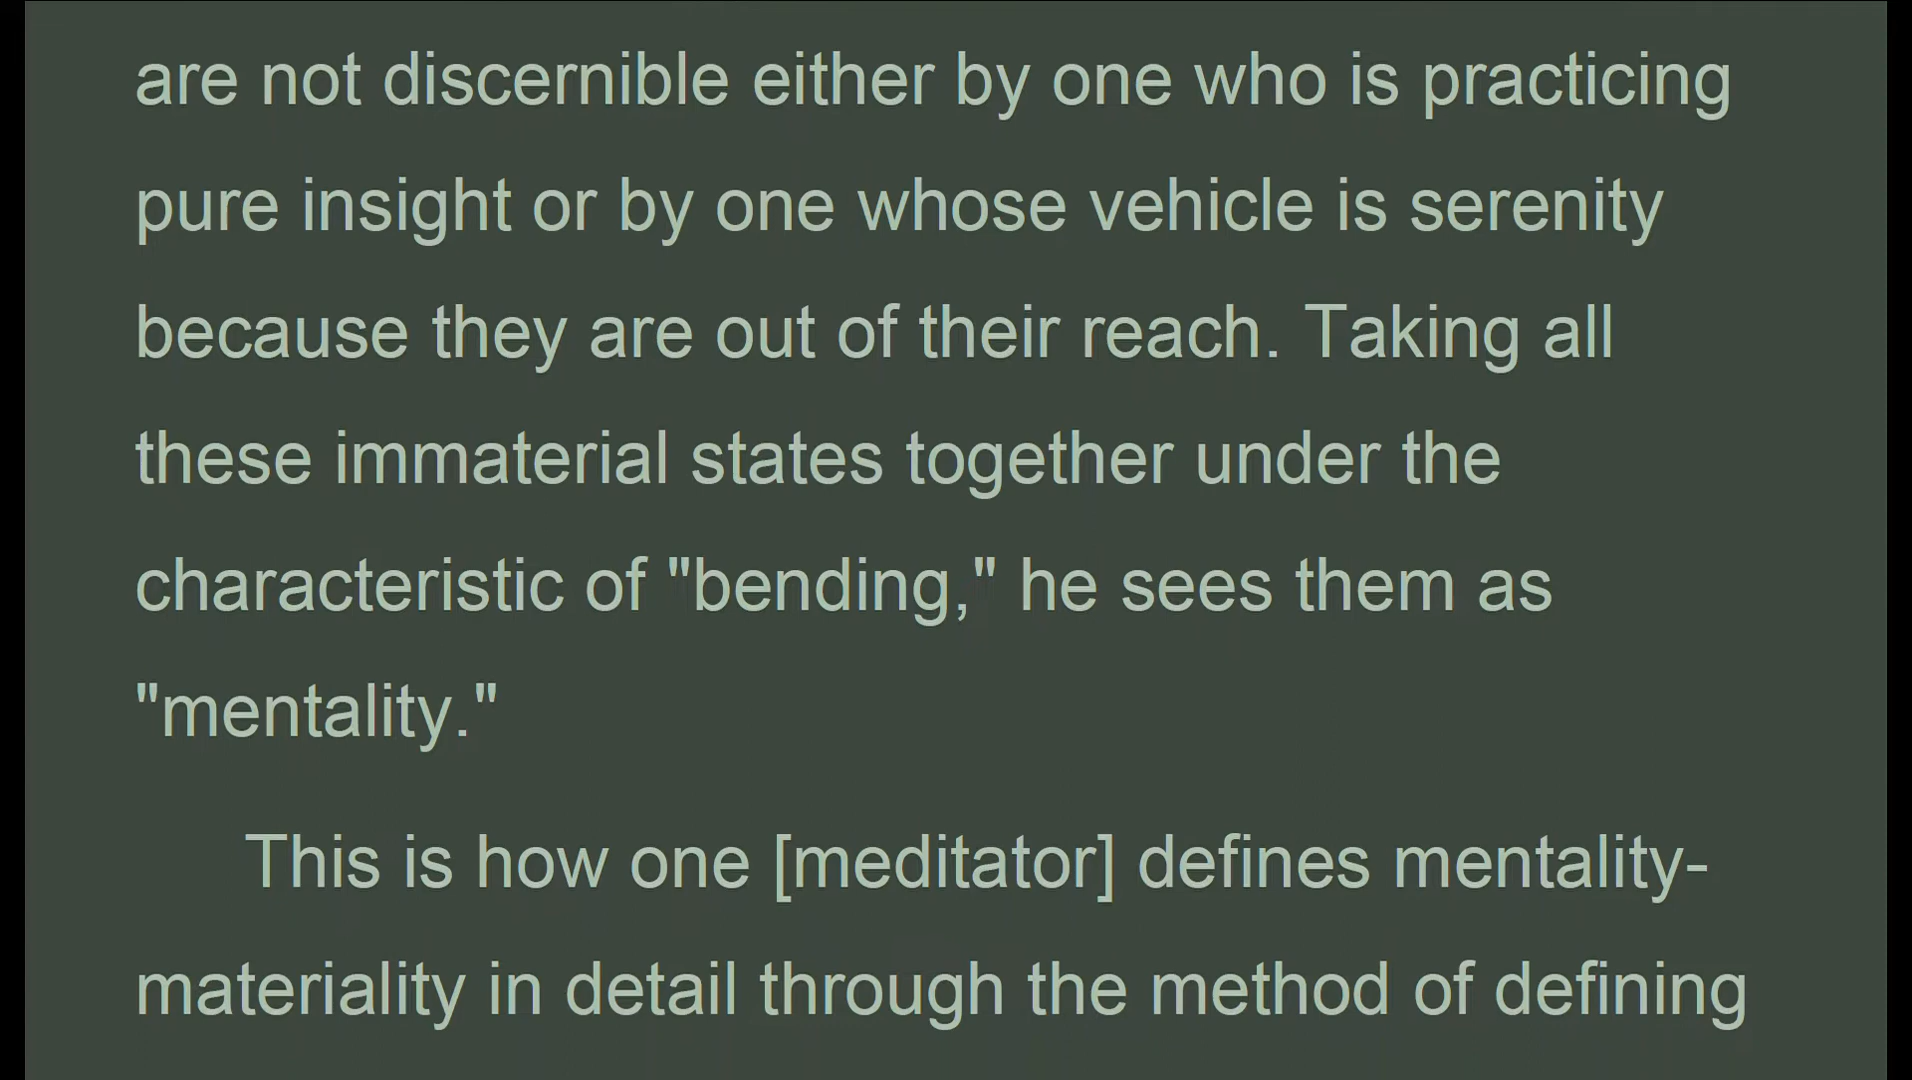 are not discernible either by one who is practicing
pure insight or by one whose vehicle is serenity
because they are out of their reach. Taking all
these immaterial states together under the
characteristic of "bending," he sees them as
"mentality."
This is how one [meditator] defines mentality-
materiality in detail through the method of defining